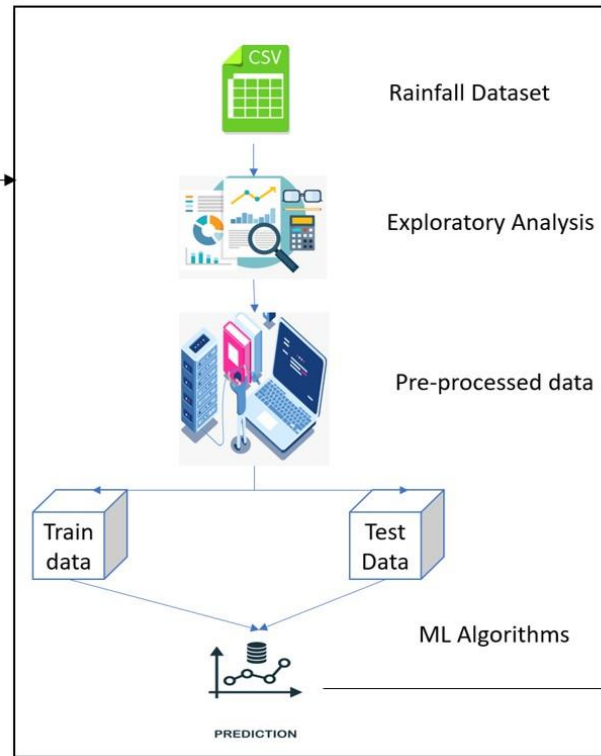 CSV
Rainfall Dataset
Exploratory Analysis
Pre-processed data
Train
data
Test
Data
ML Algorithms
PREDICTION